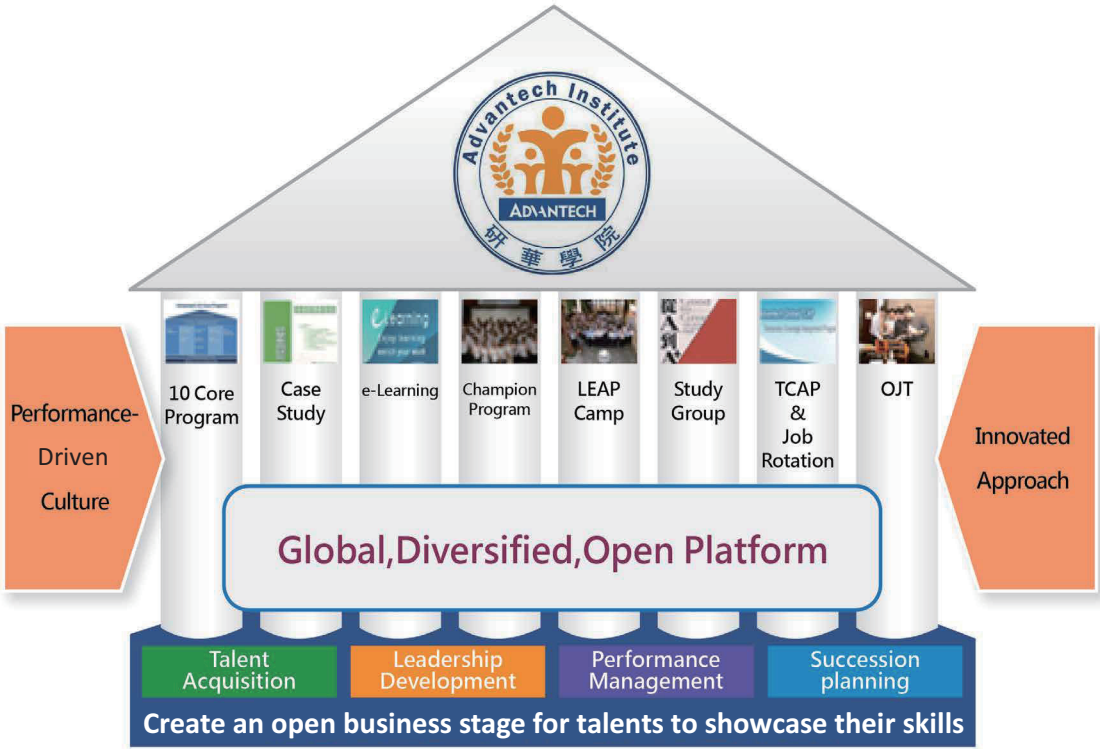 Advantech Institute
ADVANTECH
研華學院
e Learning
10 Core
Program
Case
Study
e-Learning
Champion
Program
LEAP
Camp
Study
Group
TCAP
&
Job
Rotation
OJT
Performance-
Driven
Culture
Innovated
Approach
Global,Diversified,Open Platform
Talent
Acquisition
Leadership
Development
Performance
Management
Succession
planning
Create an open business stage for talents to showcase their skills